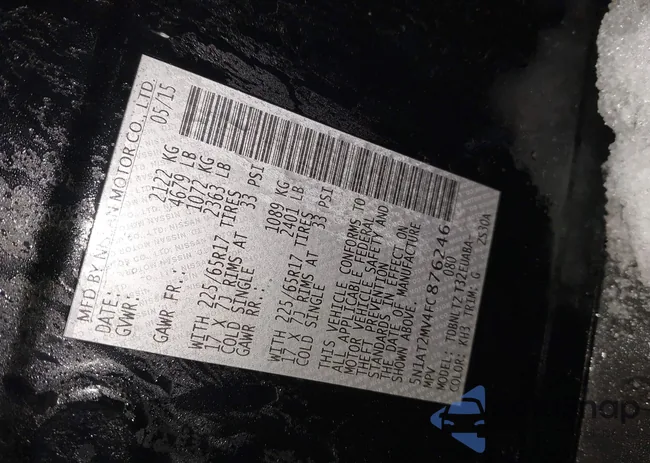 MFD BY NISSAN MOTOR CO., LTD.
DATE: 05/15
GVWR: 2122 KG
4679 LB
GAWR FR.: 1072 KG
2363 LB
WITH 225/65R17 TIRES
17 X 7J RIMS AT 33 PSI
COLD SINGLE
GAWR RR.: 1089 KG
2401 LB
WITH 225/65R17 TIRES
17 X 7J RIMS AT 33 PSI
COLD SINGLE
THIS VEHICLE CONFORMS TO
ALL APPLICABLE FEDERAL
MOTOR VEHICLE SAFETY AND
THEFT PREVENTION
STANDARDS IN EFFECT ON
THE DATE OF MANUFACTURE
SHOWN ABOVE.
5N1AT2MV4FC876246
MPV
MODEL:
COLOR: KH3 TRIM: G